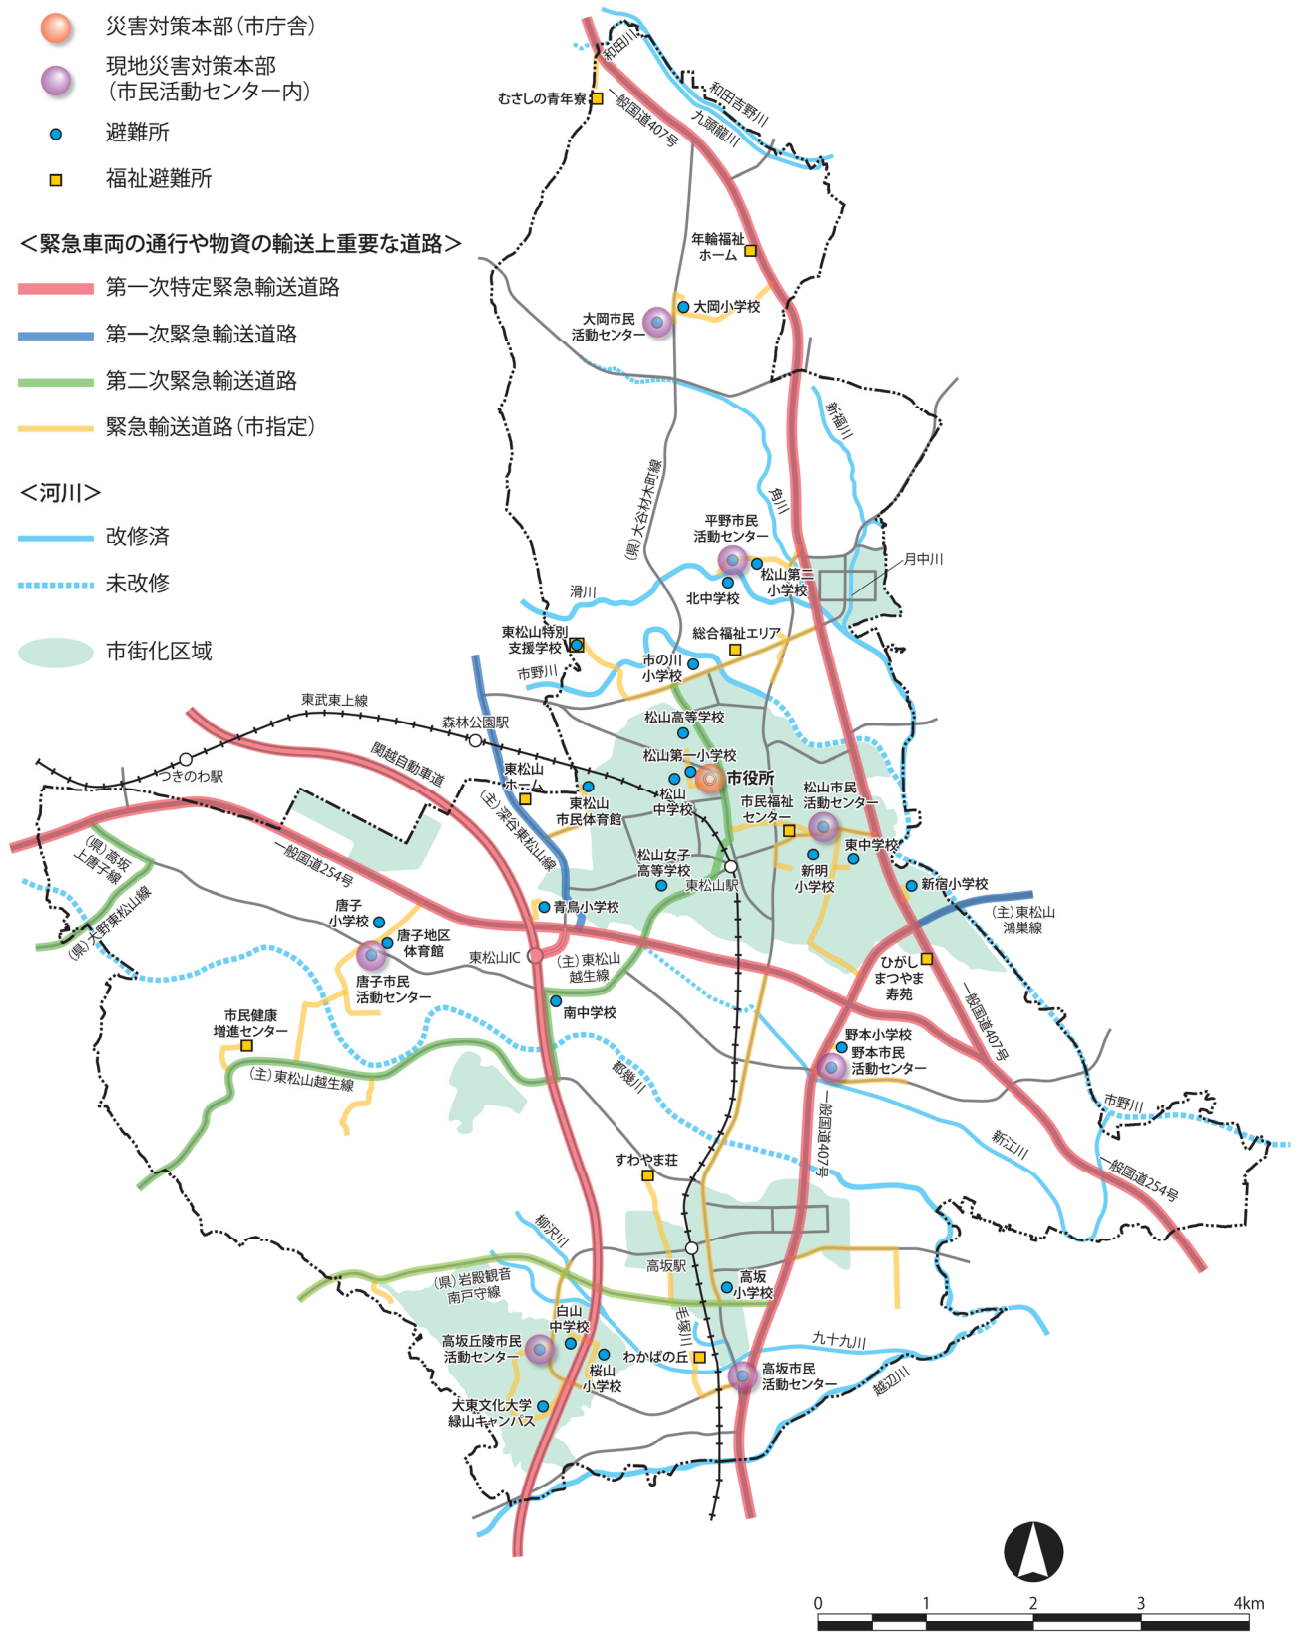 災害対策本部（市庁舎）
現地災害対策本部
（市民活動センター内）
避難所
福祉避難所
＜緊急車両の通行や物資の輸送上重要な道路＞
第一次特定緊急輸送道路
第一次緊急輸送道路
第二次緊急輸送道路
緊急輸送道路（市指定）
＜河川＞
改修済
未改修
市街化区域
和田川
むさしの青年寮
一般国道407号
和田吉野川
九頭龍川
年輪福祉
ホーム
大岡小学校
大岡市民
活動センター
新福川
（県）大谷材木町線
角川
平野市民
活動センター
松山第二
小学校
北中学校
月中川
滑川
東松山特別
支援学校
総合福祉エリア
市の川
小学校
市野川
東武東上線
森林公園駅
つきのわ駅
関越自動車道
松山高等学校
松山第一小学校
市役所
松山
中学校
東松山
ホーム
東松山
市民体育館
（主）深谷東松山線
市民福祉
センター
松山市民
活動センター
東中学校
新明
小学校
新宿小学校
松山女子
高等学校
東松山駅
（県）高坂
上唐子線
一般国道254号
（県）大野東松山線
唐子
小学校
唐子地区
体育館
唐子市民
活動センター
青鳥小学校
東松山IC
（主）東松山
越生線
（主）東松山
鴻巣線
ひがし
まつやま
寿苑
一般国道407号
南中学校
市民健康
増進センター
（主）東松山越生線
都幾川
野本小学校
野本市民
活動センター
一般国道407号
市野川
新江川
一般国道254号
すわやま荘
柳沢川
高坂駅
（県）岩殿観音
南戸守線
高坂
小学校
白山
中学校
高坂丘陵市民
活動センター
桜山
小学校
毛塚川
わかばの丘
九十九川
高坂市民
活動センター
越辺川
大東文化大学
緑山キャンパス
0 1 2 3 4km